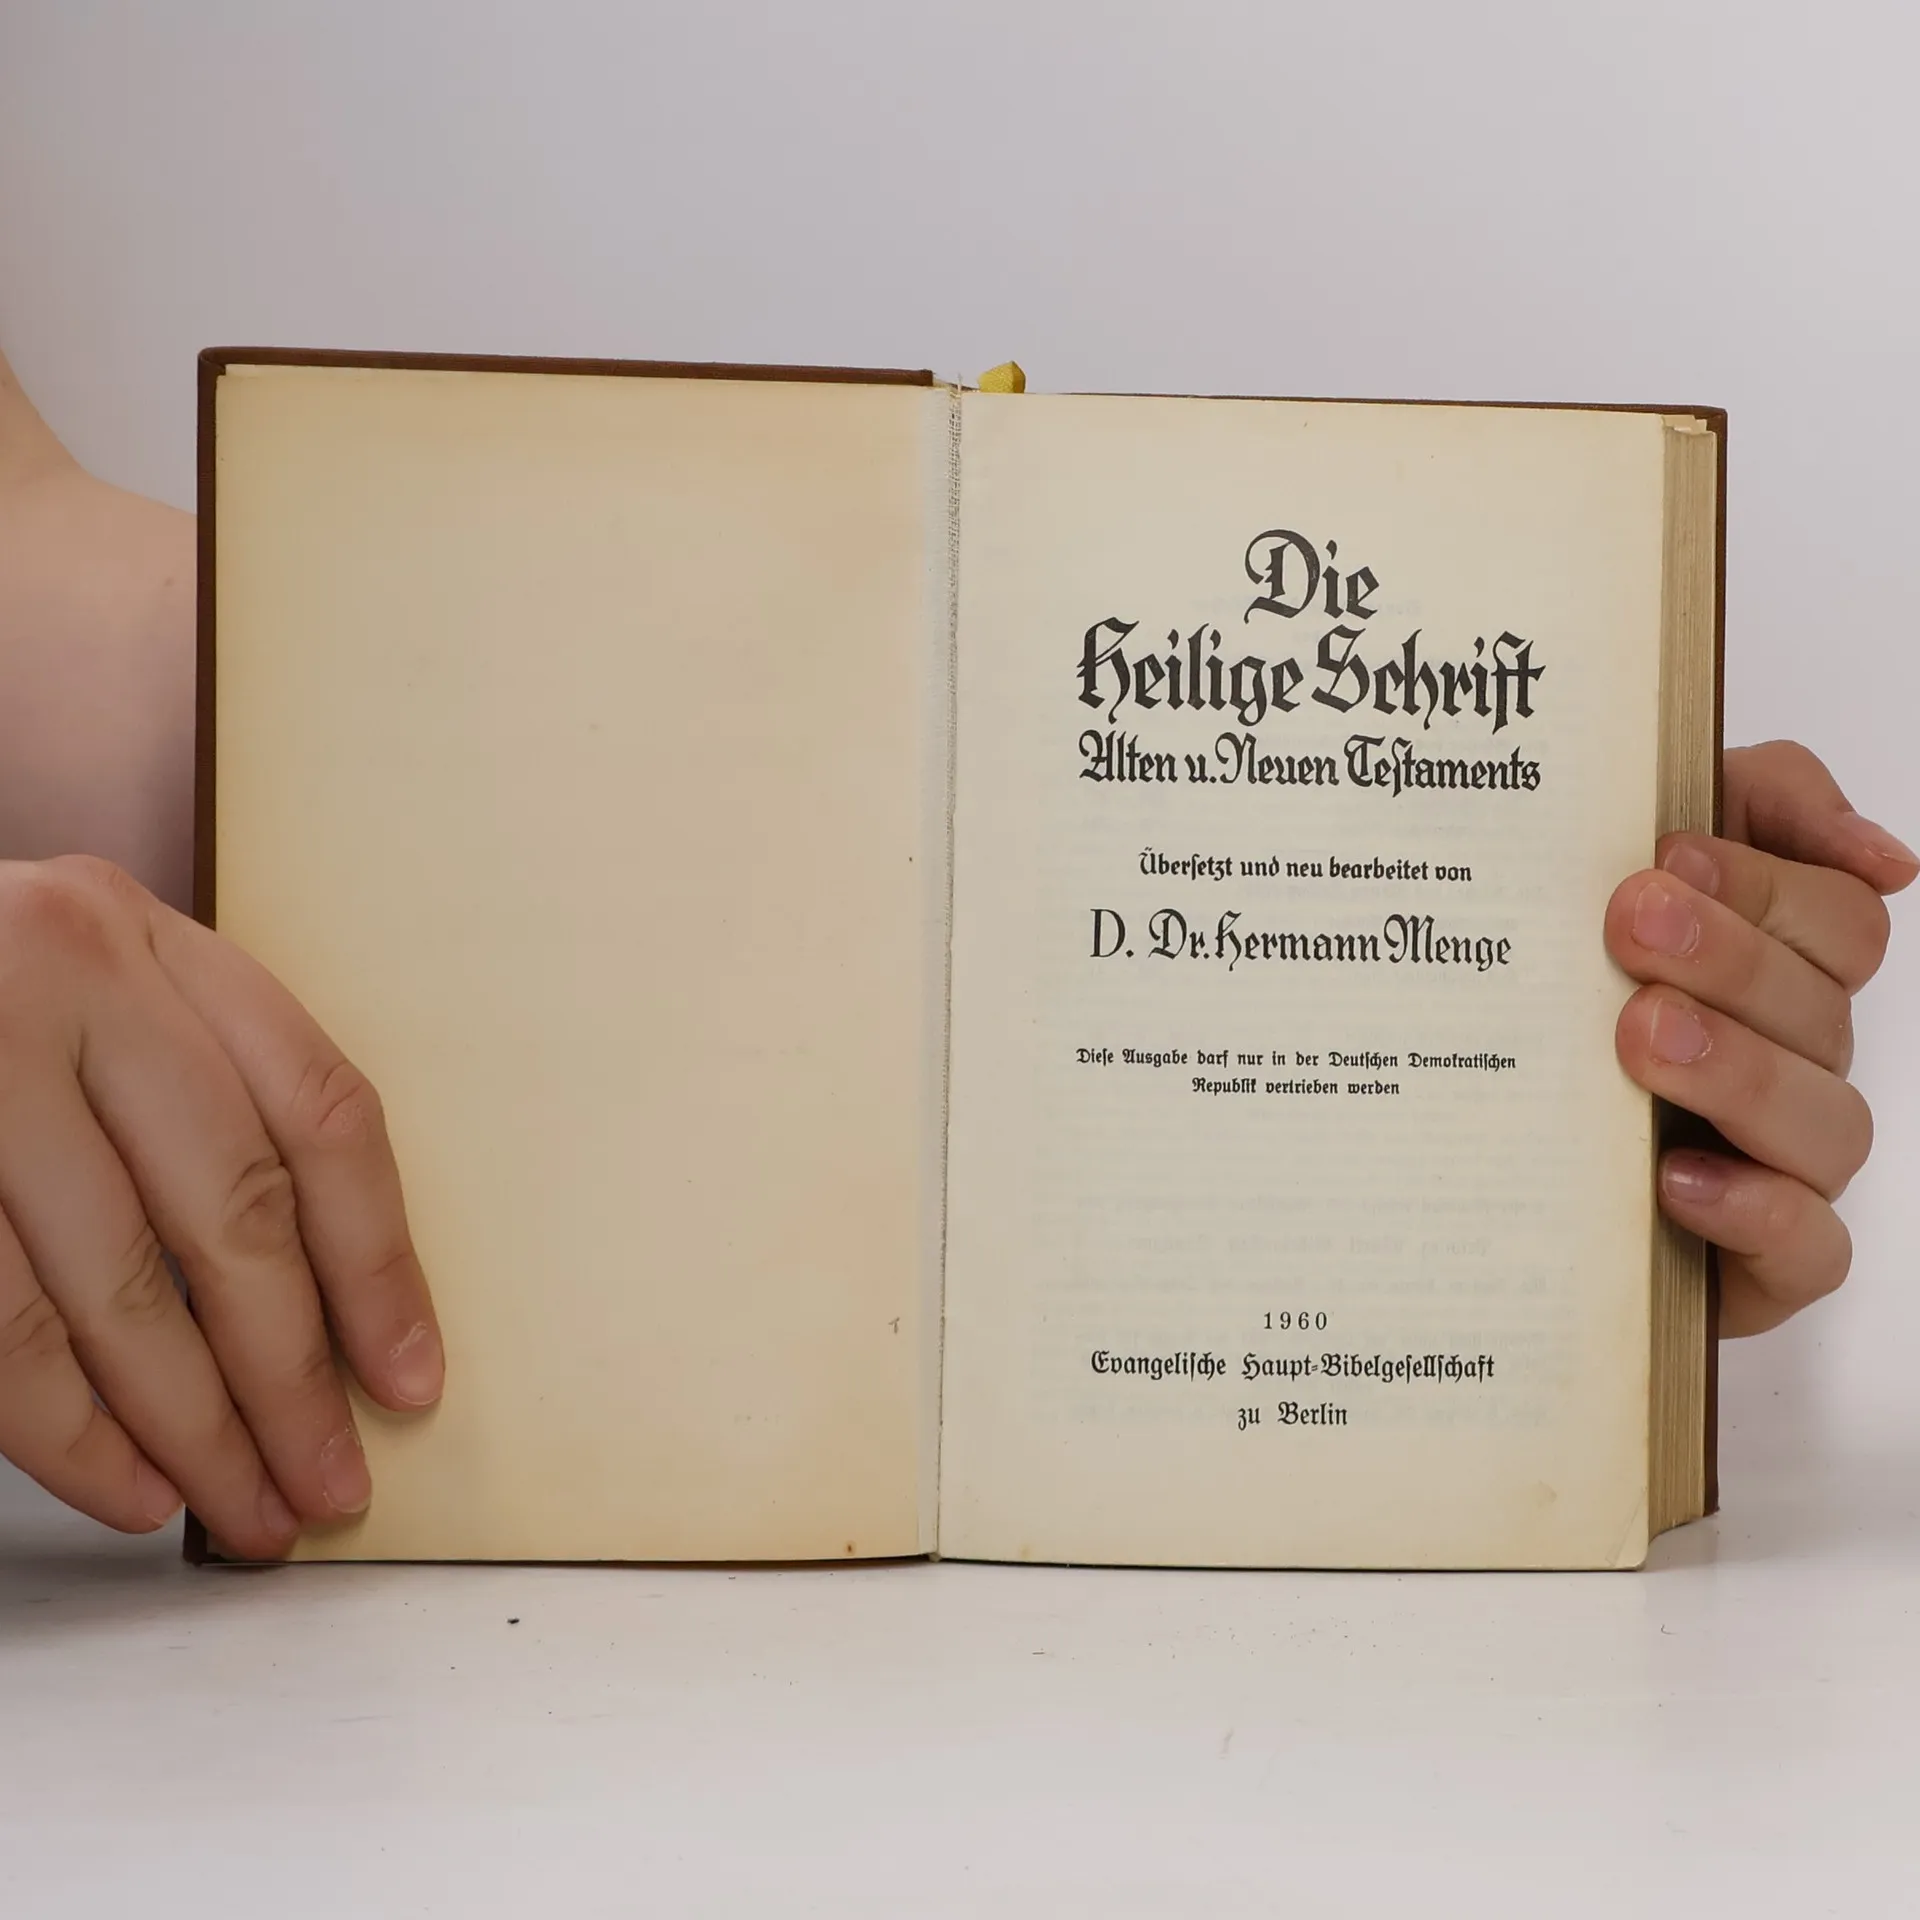 Die
Heilige Schrift
Alten u. Neuen Teſtaments
Überſetzt und neu bearbeitet von
D. Dr. Hermann Menge
Dieſe Ausgabe darf nur in der Deutſchen Demokratiſchen
Republik vertrieben werden
1960
Evangeliſche Haupt-Bibelgeſellſchaft
zu Berlin